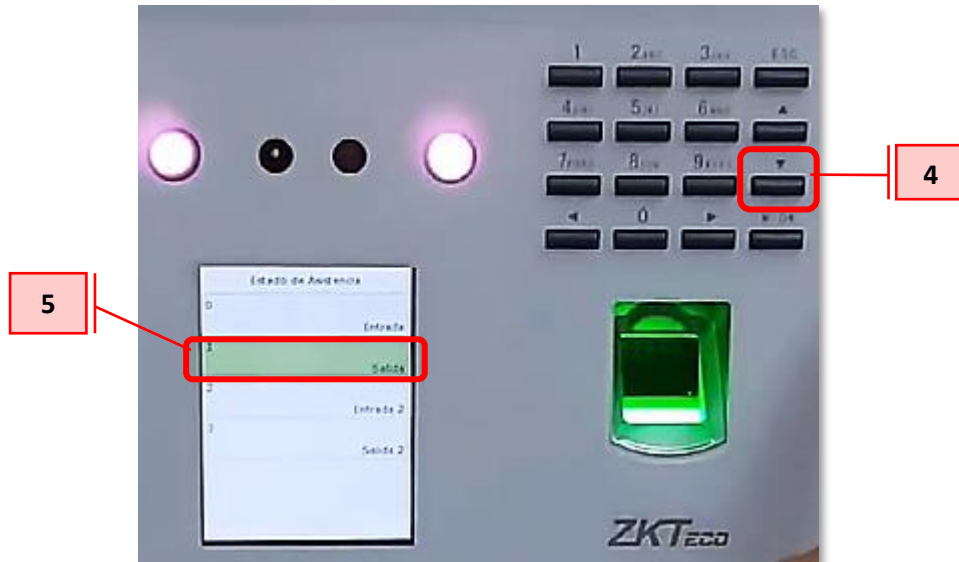 1 2 3 ESC
4 5 6 ▲
7 8 9 ▼
◄ 0 ►
4
5
Estado de Asistencia
0
Entrada
1
Salida
2
Entrada 2
3
Salida 2
ZKTECO